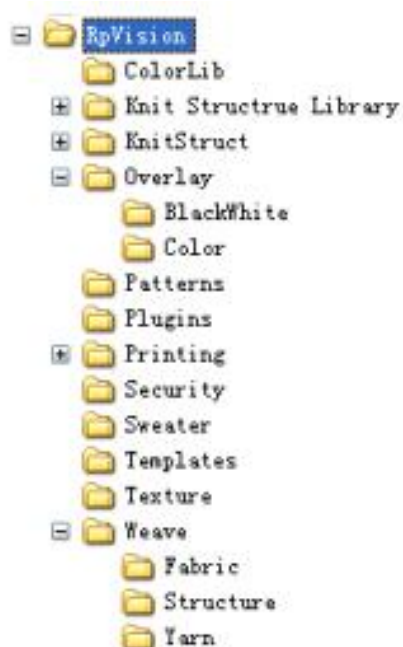 RpVision
ColorLib
Knit Structrue Library
KnitStruct
Overlay
BlackWhite
Color
Patterns
Plugins
Printing
Security
Sweater
Templates
Texture
Weave
Fabric
Structure
Yarn